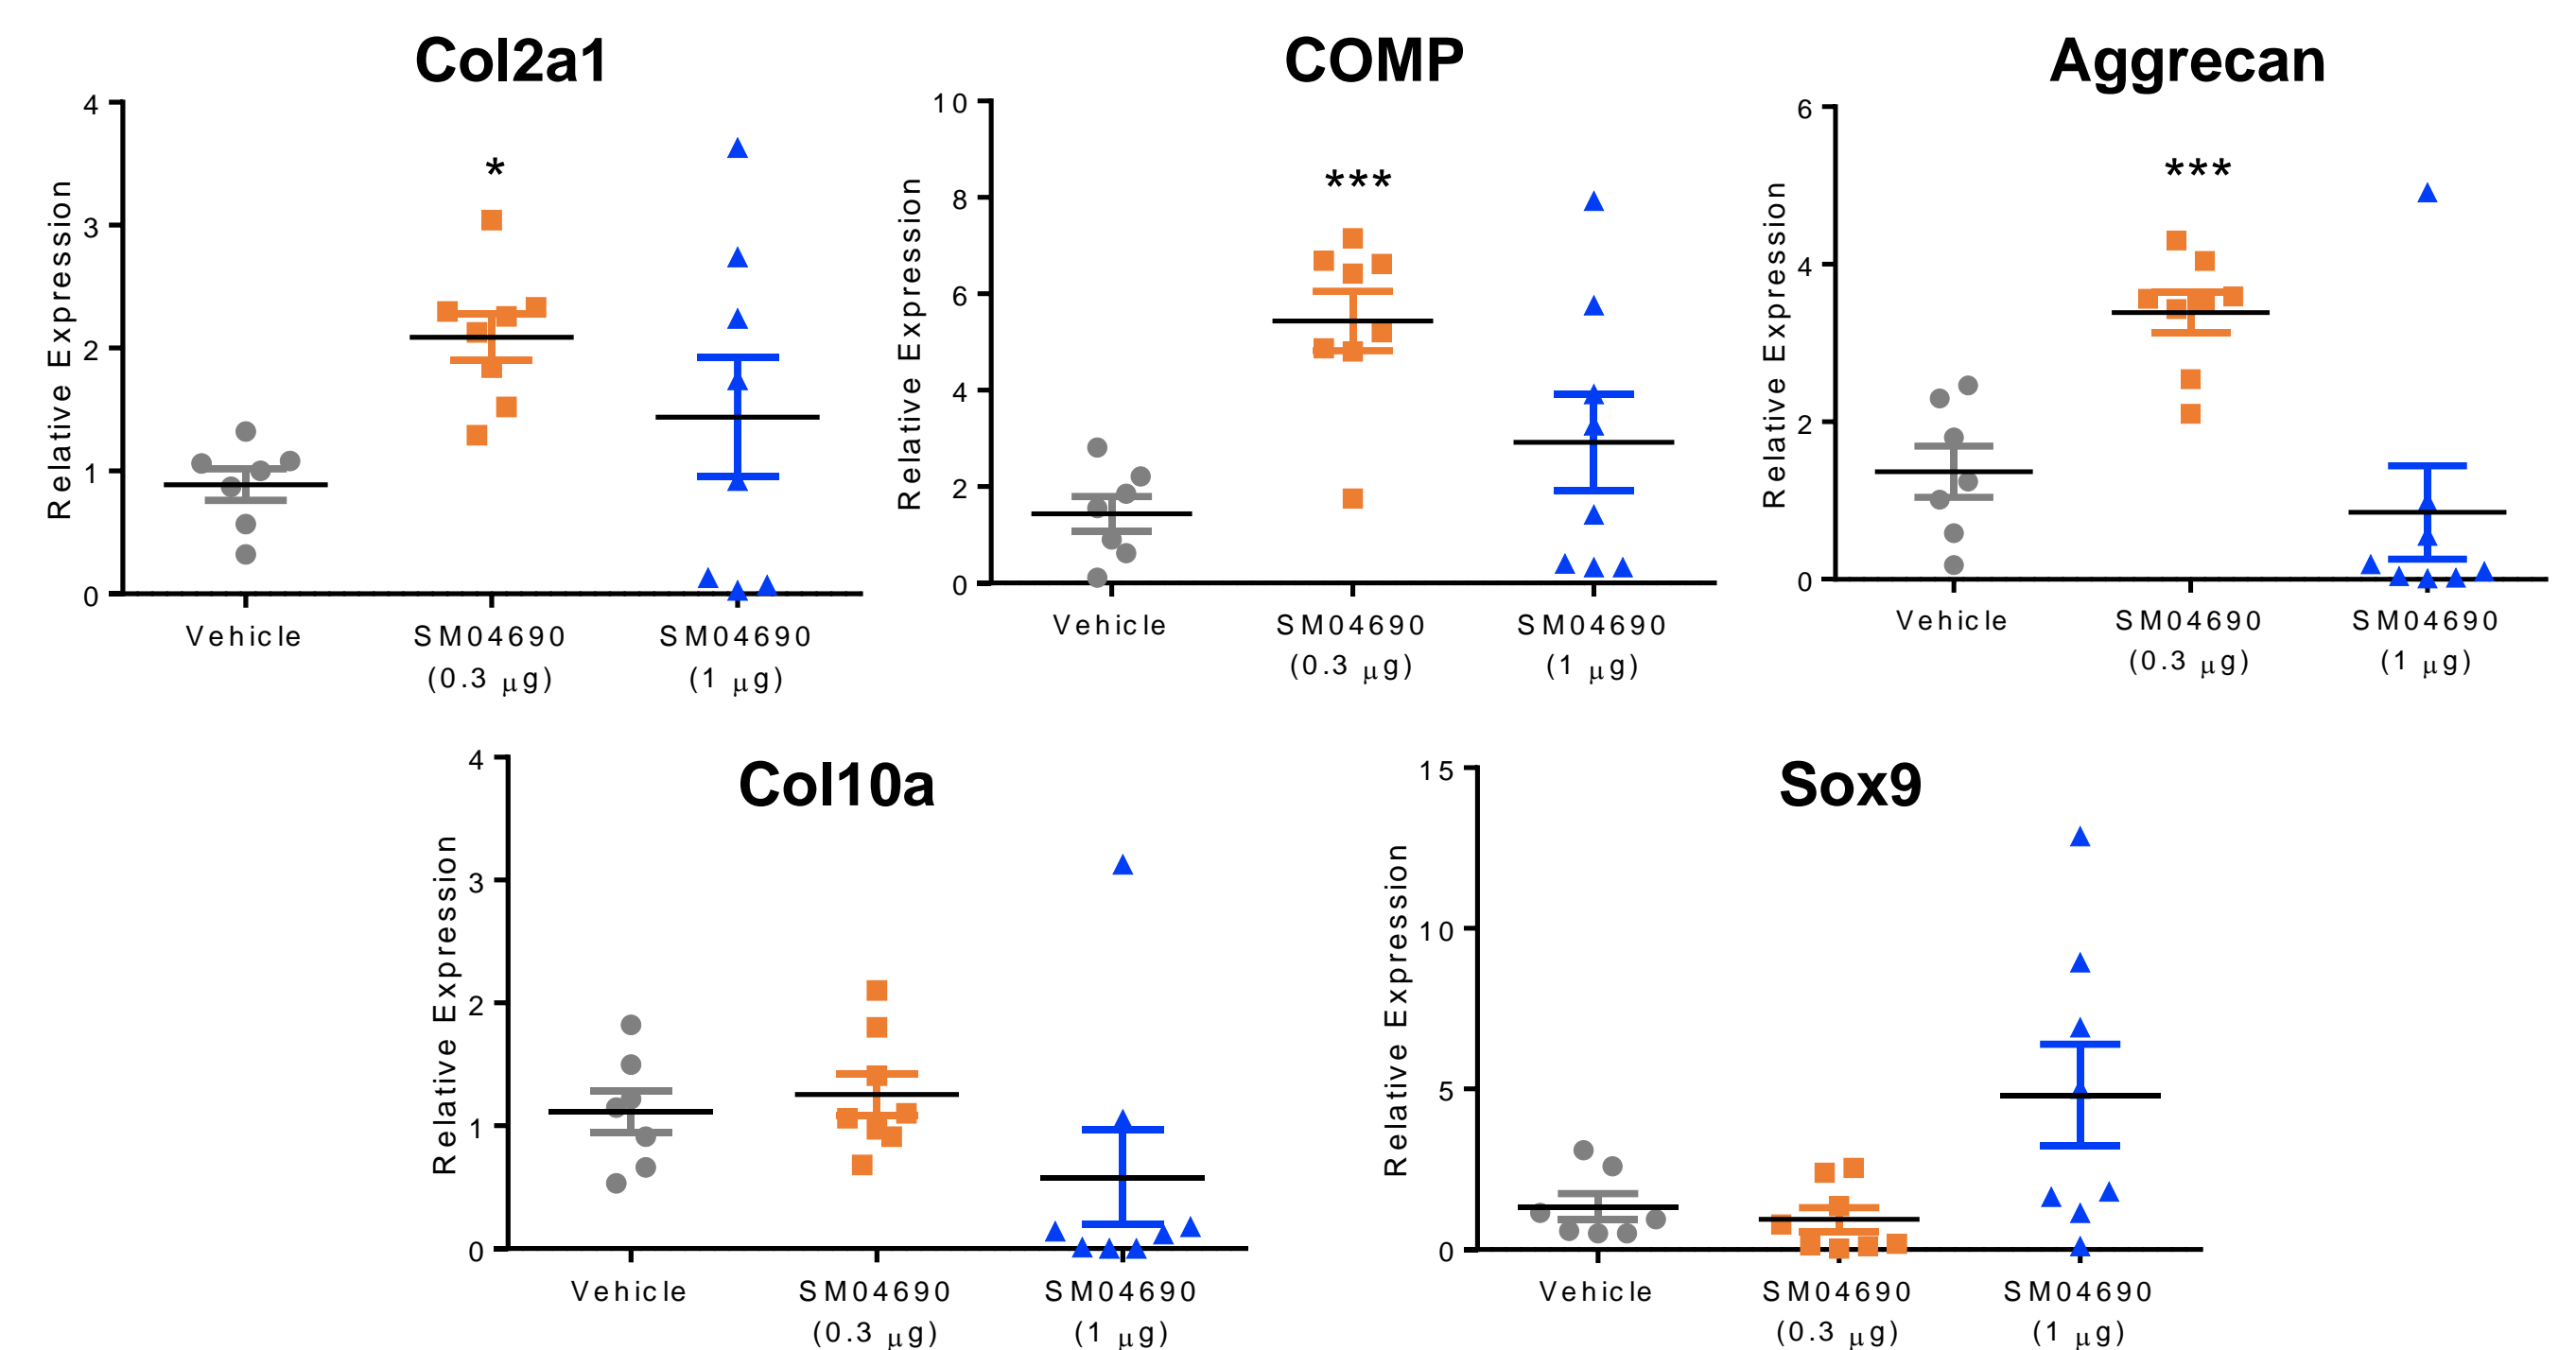 Col2a1
COMP
Aggrecan
Relative Expression
4
3
2
1
0
*
Vehicle
SM04690
(0.3 μg)
SM04690
(1 μg)
Relative Expression
10
8
6
4
2
0
***
Vehicle
SM04690
(0.3 μg)
SM04690
(1 μg)
Relative Expression
6
4
2
0
***
Vehicle
SM04690
(0.3 μg)
SM04690
(1 μg)
Col10a
Relative Expression
4
3
2
1
0
Vehicle
SM04690
(0.3 μg)
SM04690
(1 μg)
Sox9
Relative Expression
15
10
5
0
Vehicle
SM04690
(0.3 μg)
SM04690
(1 μg)